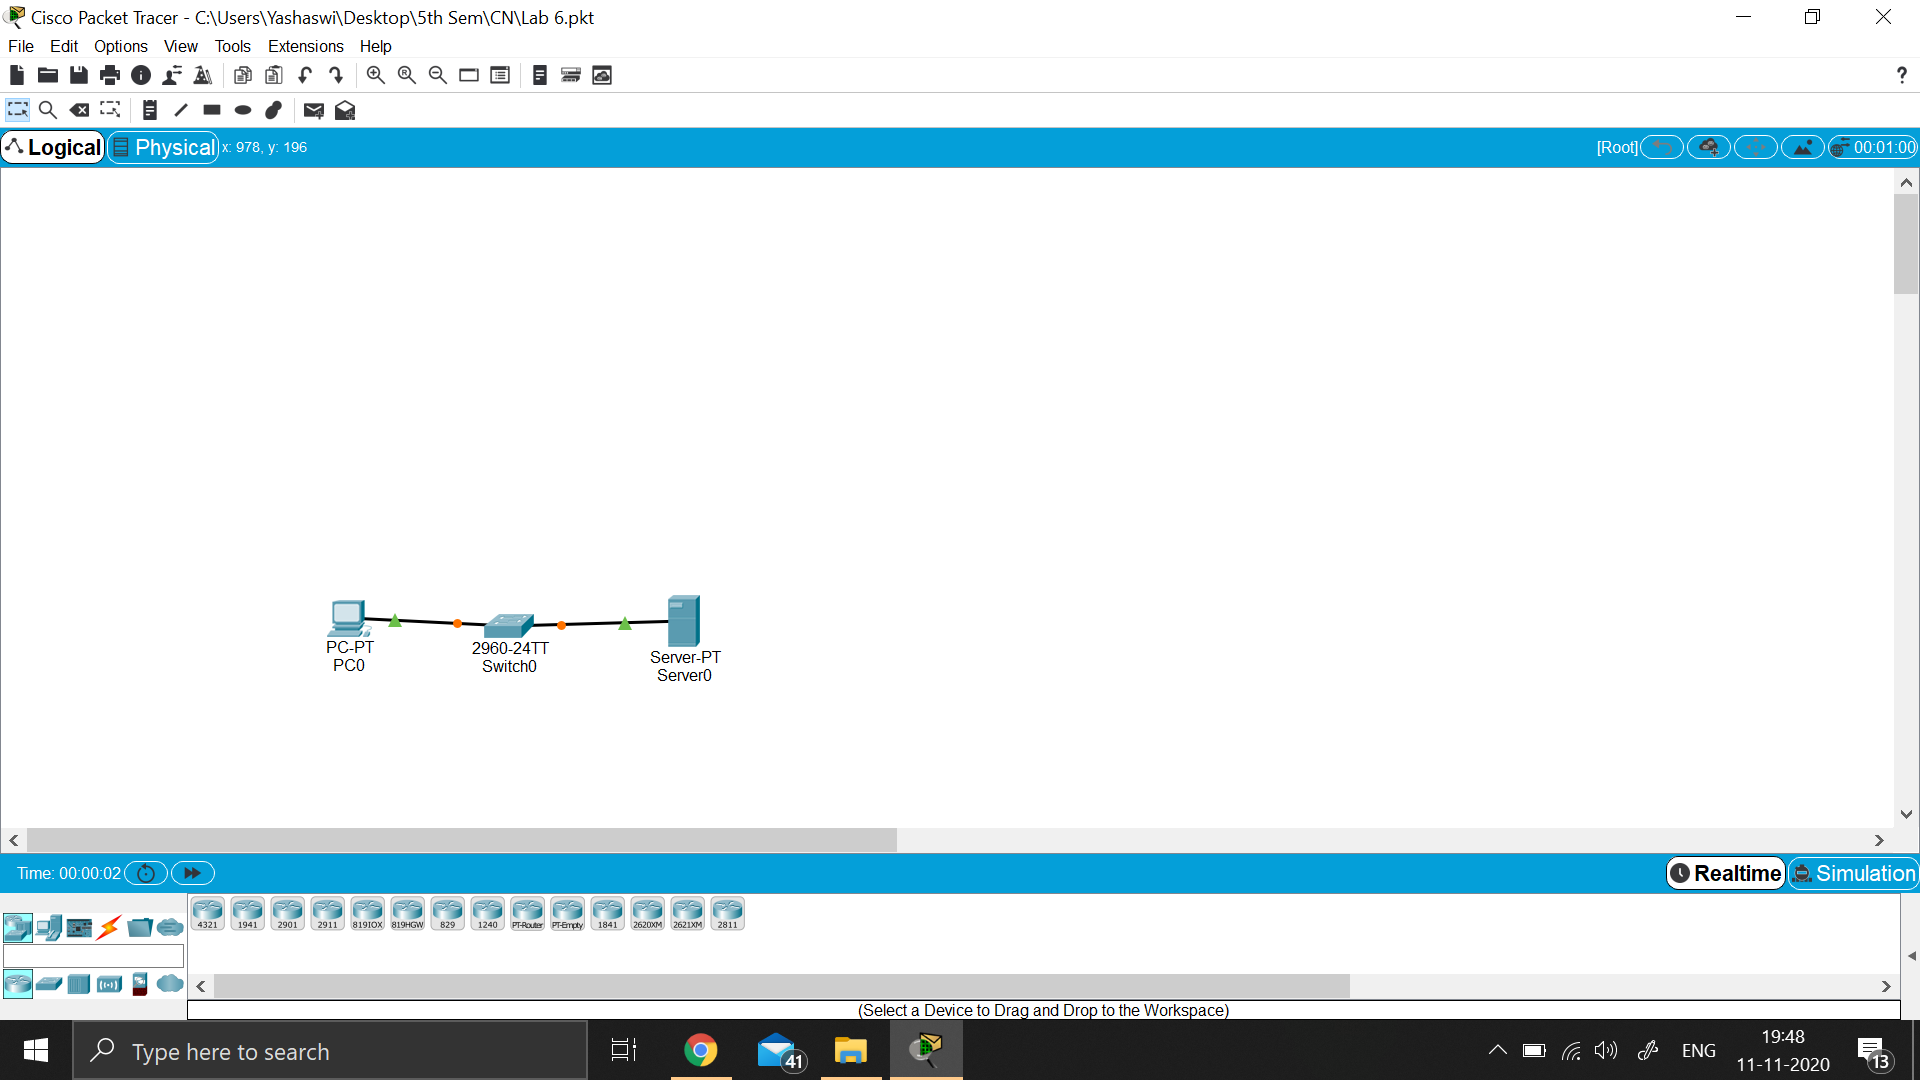 Cisco Packet Tracer - C:\Users\Yashaswi\Desktop\5th Sem\CN\Lab 6.pkt
File Edit Options View Tools Extensions Help
?
Logical Physical x: 978, y: 196 [Root] 00:01:00
PC-PT
PC0
2960-24TT
Switch0
Server-PT
Server0
Time: 00:00:02 Realtime Simulation
4321 1941 2901 2911 819IOX 819HGW 829 1240 PT-Router PT-Empty 1841 2620XM 2621XM 2811
(Select a Device to Drag and Drop to the Workspace)
Type here to search 41 ENG 19:48
11-11-2020 13